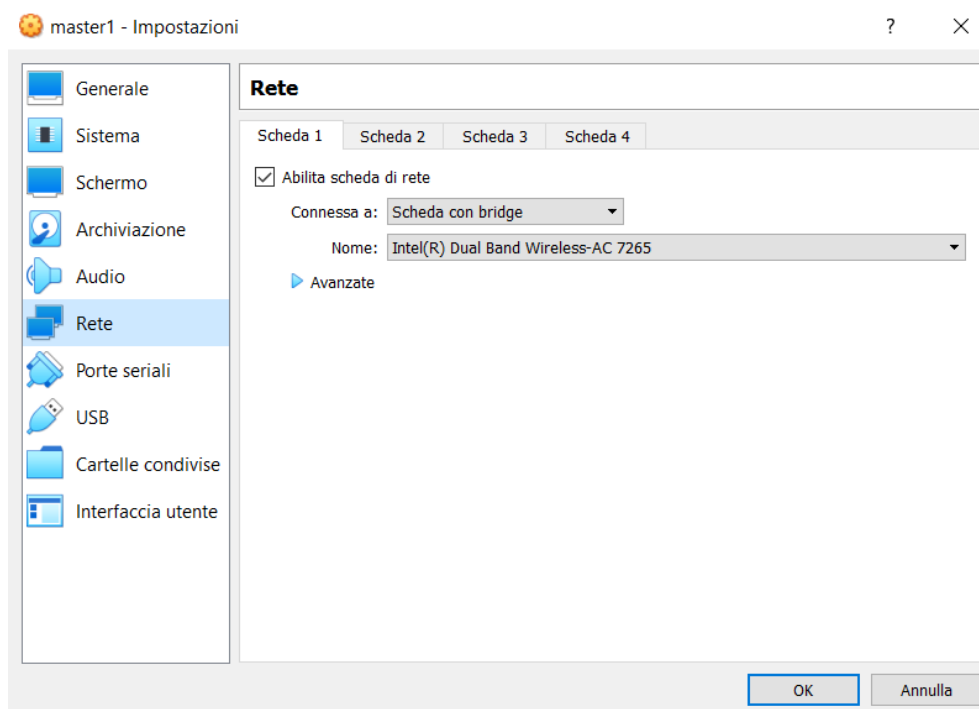 master1 - Impostazioni
?
Generale
Sistema
Schermo
Archiviazione
Audio
Rete
Porte seriali
USB
Cartelle condivise
Interfaccia utente
Rete
Scheda 1 Scheda 2 Scheda 3 Scheda 4
Abilita scheda di rete
Connessa a: Scheda con bridge
Nome: Intel(R) Dual Band Wireless-AC 7265
Avanzate
OK Annulla